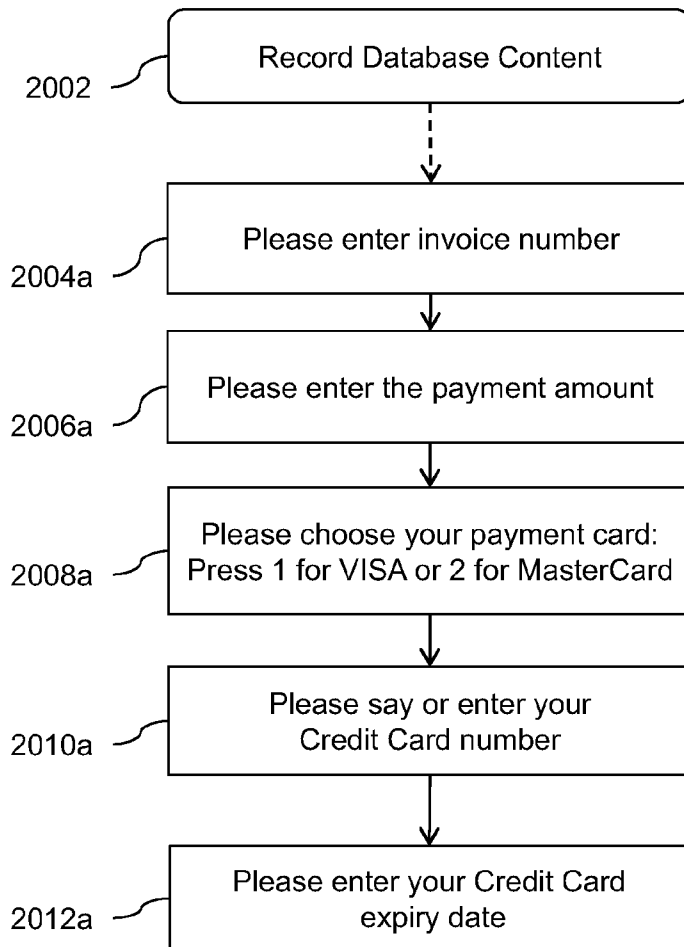 Record Database Content
2002
Please enter invoice number
2004a
Please enter the payment amount
2006a
Please choose your payment card:
Press 1 for VISA or 2 for MasterCard
2008a
Please say or enter your
Credit Card number
2010a
Please enter your Credit Card
expiry date
2012a